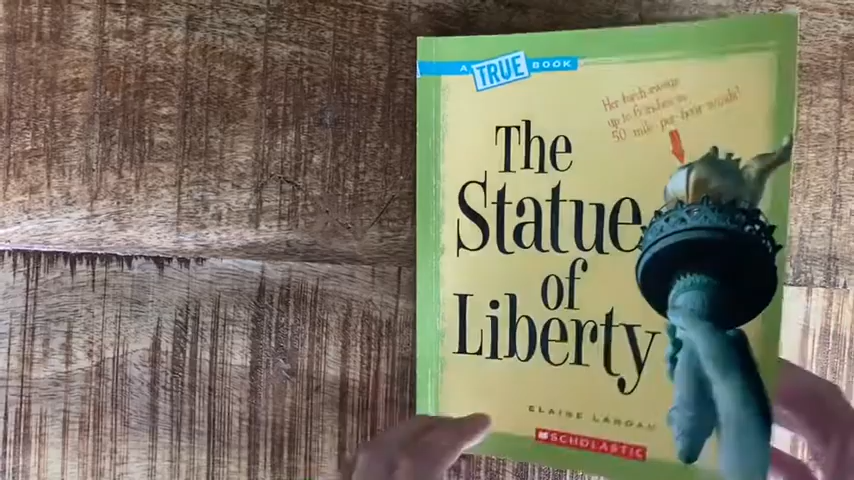 A TRUE BOOK
Her torch sways
up to 6 inches in
50 mile-per-hour winds!
The
Statue
of
Liberty
ELAINE LANDAU
SCHOLASTIC